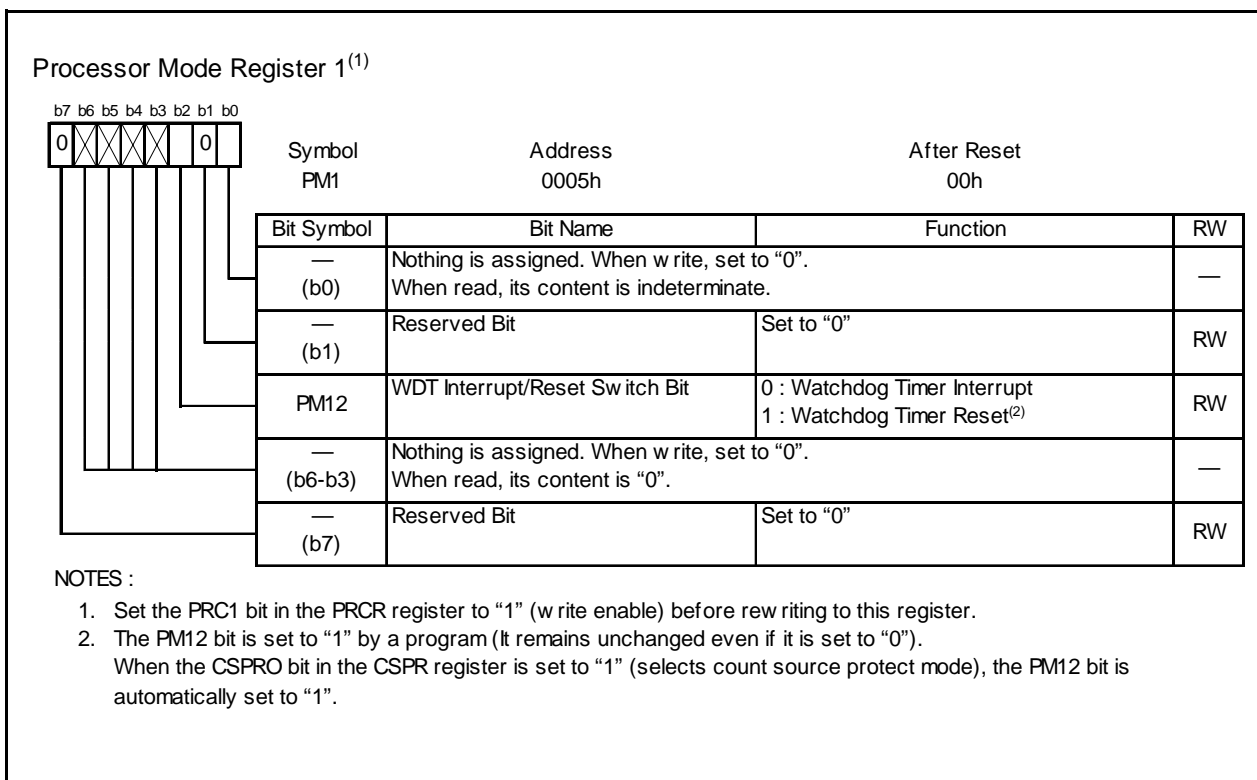 Processor Mode Register 1(1)
b7 b6 b5 b4 b3 b2 b1 b0
0 0
Symbol Address After Reset
PM1 0005h 00h
Bit Symbol Bit Name Function RW
— (b0) Nothing is assigned. When write, set to “0”.
When read, its content is indeterminate. —
— (b1) Reserved Bit Set to “0” RW
PM12 WDT Interrupt/Reset Switch Bit 0 : Watchdog Timer Interrupt
1 : Watchdog Timer Reset(2) RW
— (b6-b3) Nothing is assigned. When write, set to “0”.
When read, its content is “0”. —
— (b7) Reserved Bit Set to “0” RW
NOTES :
1. Set the PRC1 bit in the PRCR register to “1” (write enable) before rewriting to this register.
2. The PM12 bit is set to “1” by a program (It remains unchanged even if it is set to “0”).
When the CSPRO bit in the CSPR register is set to “1” (selects count source protect mode), the PM12 bit is
automatically set to “1”.